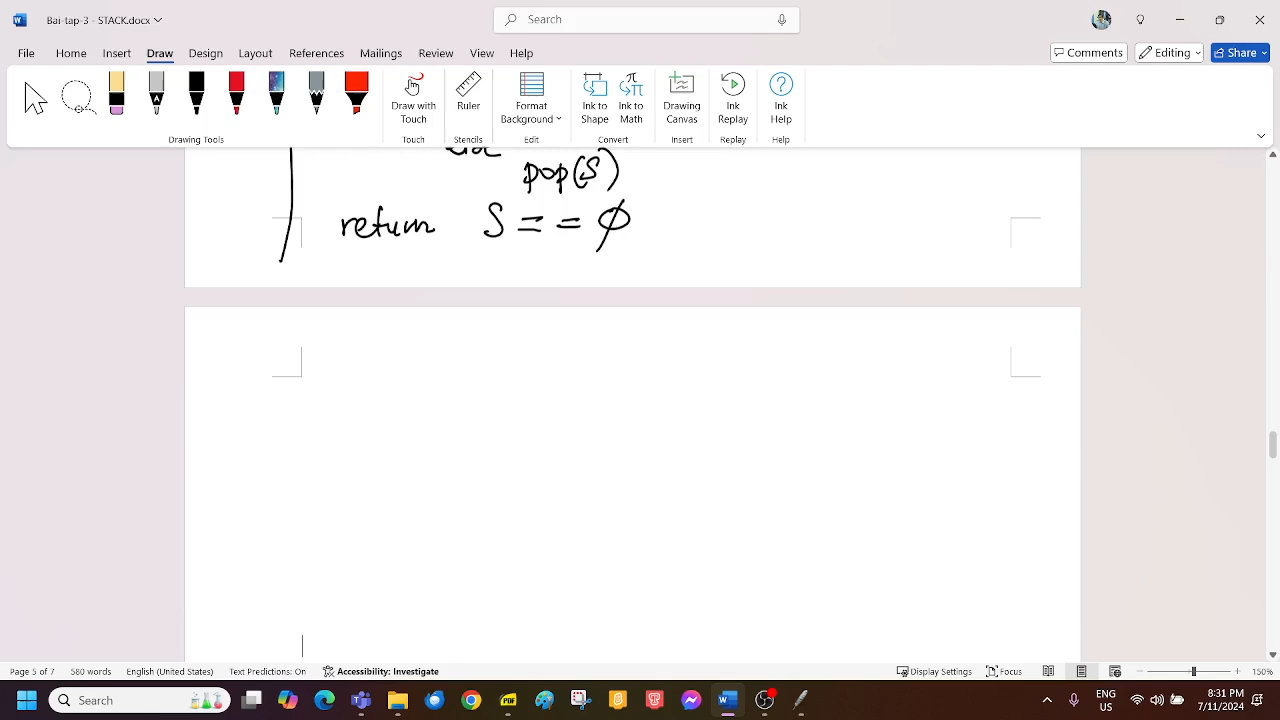 Bai-tap-3 - STACK.docx
Search
File Home Insert Draw Design Layout References Mailings Review View Help
Comments Editing Share
Draw with Touch
Ruler
Format Background
Ink to Shape
Ink to Math
Drawing Canvas
Ink Replay
Ink Help
Drawing Tools Touch Stencils Edit Convert Insert Replay Help
pop(S)
return S == ϕ
Page 5 of 7 580 words English (United States) Text Predictions: On Accessibility: Investigate Display Settings Focus 150%
Search
PDF
ENG
US
8:31 PM
7/11/2024